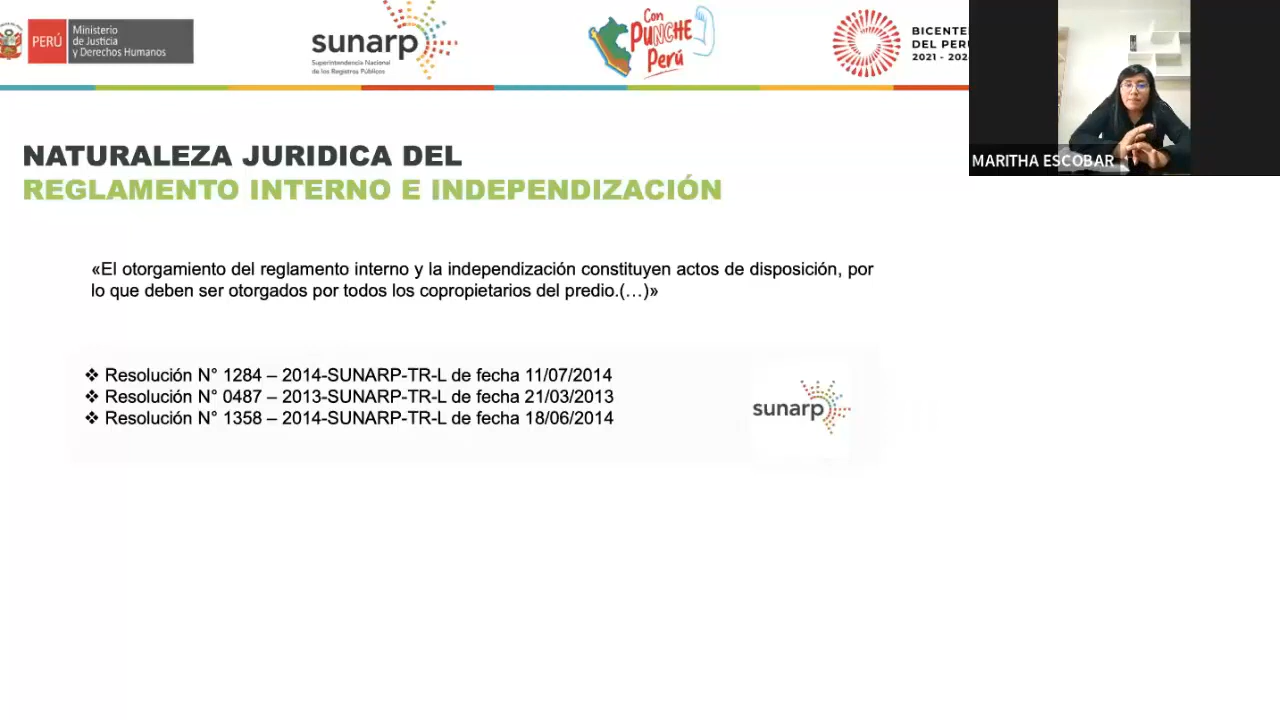 PERÚ
Ministerio
de Justicia
y Derechos Humanos
sunarp
Superintendencia Nacional
de los Registros Públicos
Con
PUNCHE
Perú
BICENTE
DEL PERÚ
2021 - 202
MARITHA ESCOBAR
NATURALEZA JURIDICA DEL
REGLAMENTO INTERNO E INDEPENDIZACIÓN
«El otorgamiento del reglamento interno y la independización constituyen actos de disposición, por
lo que deben ser otorgados por todos los copropietarios del predio.(…)»
❖ Resolución N° 1284 – 2014-SUNARP-TR-L de fecha 11/07/2014
❖ Resolución N° 0487 – 2013-SUNARP-TR-L de fecha 21/03/2013
❖ Resolución N° 1358 – 2014-SUNARP-TR-L de fecha 18/06/2014
sunarp